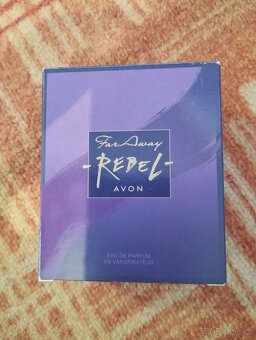 Far Away
-REBEL-
AVON
EAU DE PARFUM
EN VAPORISATEUR